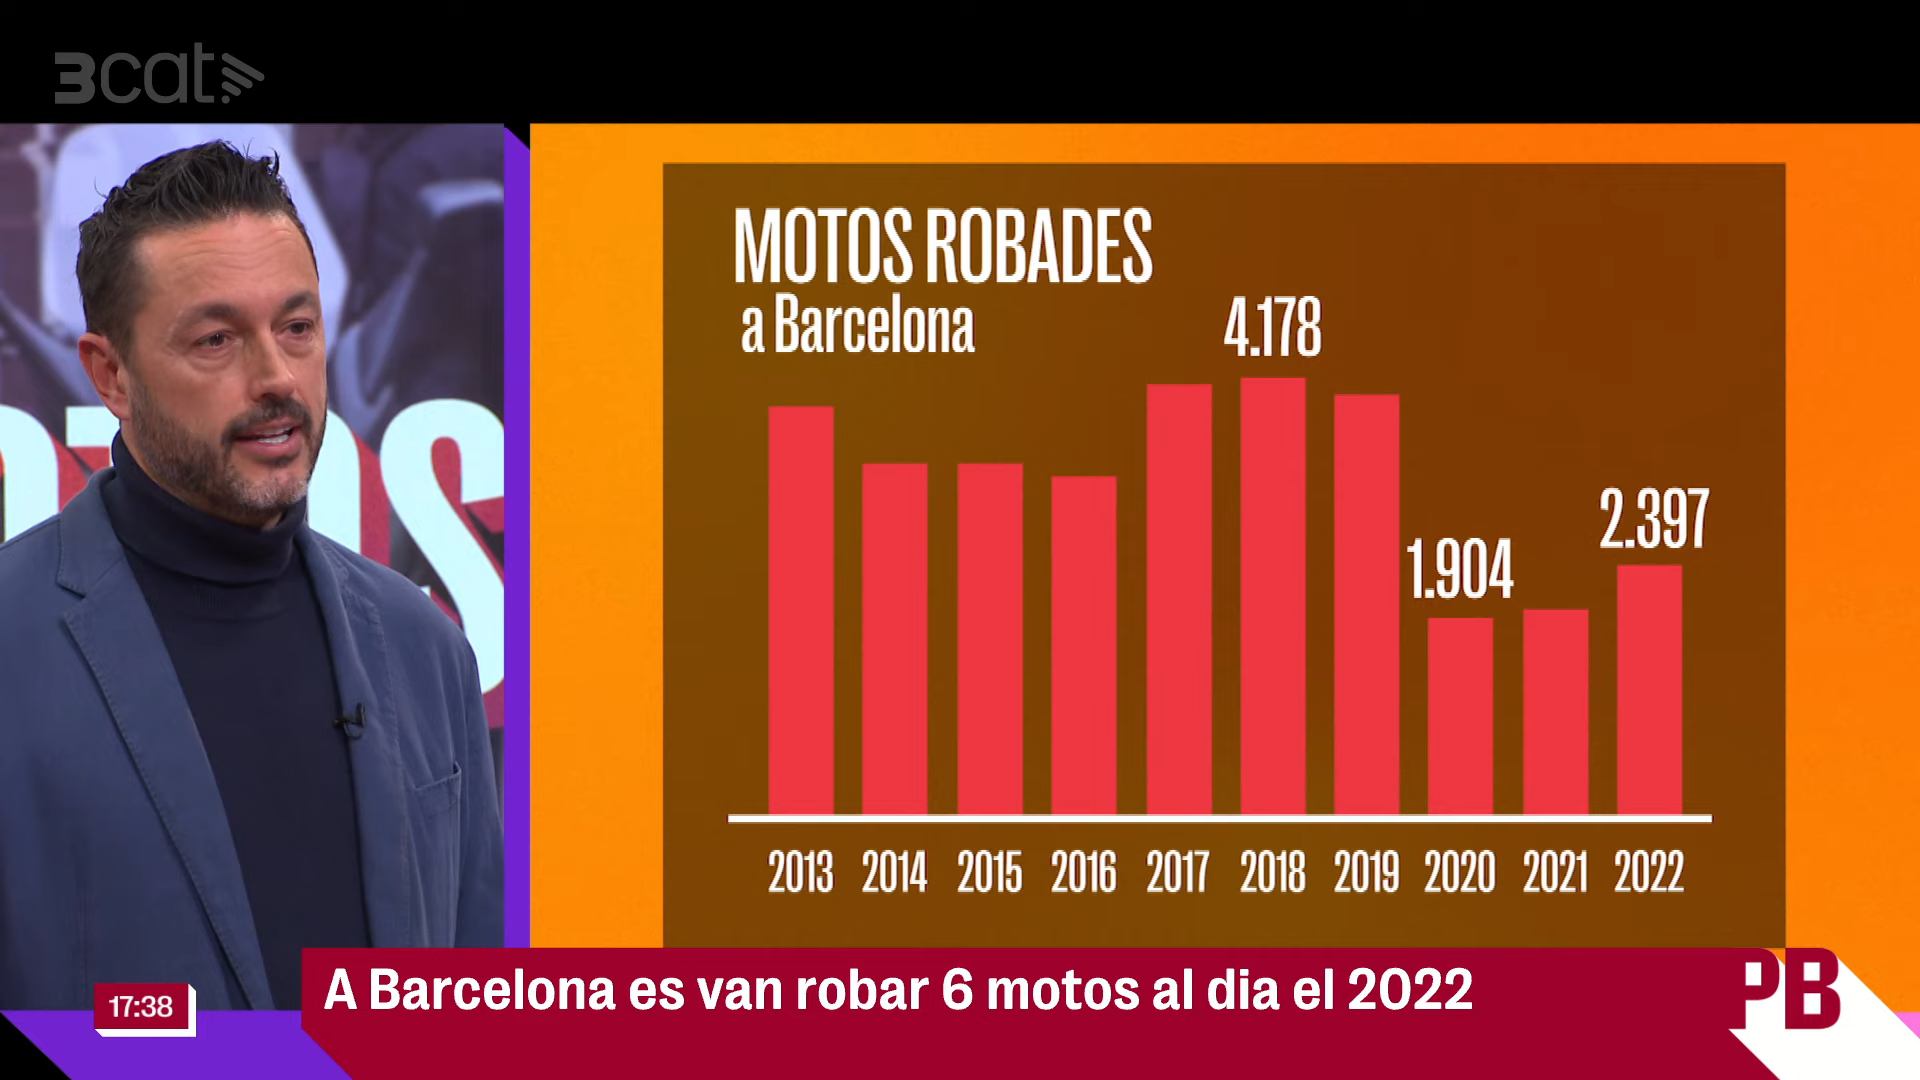 3cat
MOTOS ROBADES
a Barcelona
4.178
1.904
2.397
2013 2014 2015 2016 2017 2018 2019 2020 2021 2022
A Barcelona es van robar 6 motos al dia el 2022
17:38
PB